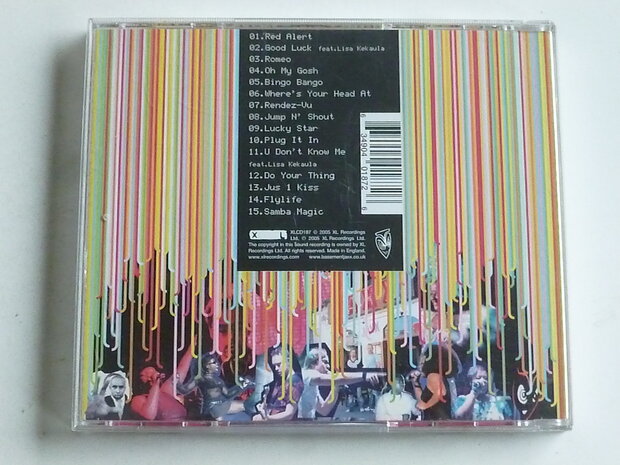 01.Red Alert
02.Good Luck feat.Lisa Kekaula
03.Romeo
04.Oh My Gosh
05.Bingo Bango
06.Where's Your Head At
07.Rendez-Vu
08.Jump N' Shout
09.Lucky Star
10.Plug It In
11.U Don't Know Me
feat.Lisa Kekaula
12.Do Your Thing
13.Jus 1 Kiss
14.Flylife
15.Samba Magic
6 34904 01872 6
X L
XLCD187 ℗ 2005 XL Recordings
Ltd. © 2005 XL Recordings Ltd.
The copyright in this sound recording is owned by XL
Recordings Ltd. All rights reserved. Made in England.
www.xlrecordings.com www.basementjaxx.co.uk